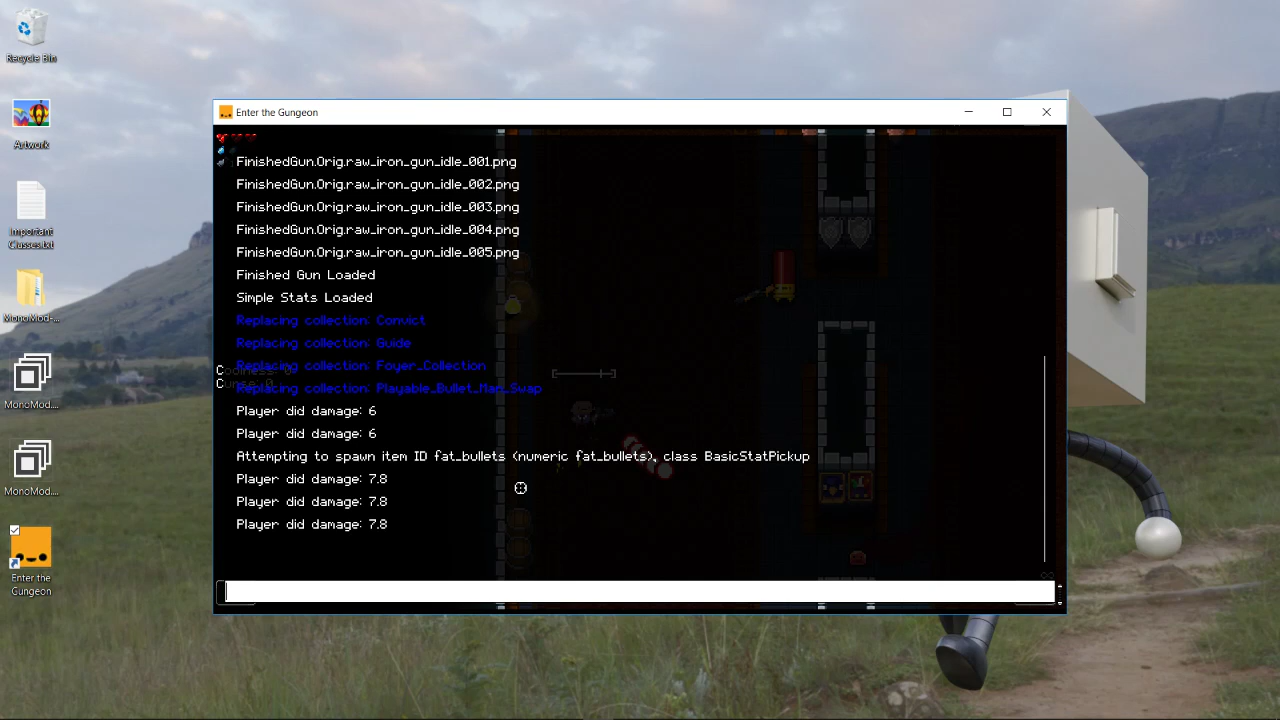 Recycle Bin
Artwork
Important
Classes.txt
MonoMod-...
MonoMod....
MonoMod....
Enter the
Gungeon
Enter the Gungeon
FinishedGun.Orig.raw_iron_gun_idle_001.png
FinishedGun.Orig.raw_iron_gun_idle_002.png
FinishedGun.Orig.raw_iron_gun_idle_003.png
FinishedGun.Orig.raw_iron_gun_idle_004.png
FinishedGun.Orig.raw_iron_gun_idle_005.png
Finished Gun Loaded
Simple Stats Loaded
Replacing collection: Convict
Replacing collection: Guide
Replacing collection: Foyer_Collection
Coolness: 0
Curse: 0
Replacing collection: Playable_Bullet_Man_Swap
Player did damage: 6
Player did damage: 6
Attempting to spawn item ID fat_bullets (numeric fat_bullets), class BasicStatPickup
Player did damage: 7.8
Player did damage: 7.8
Player did damage: 7.8